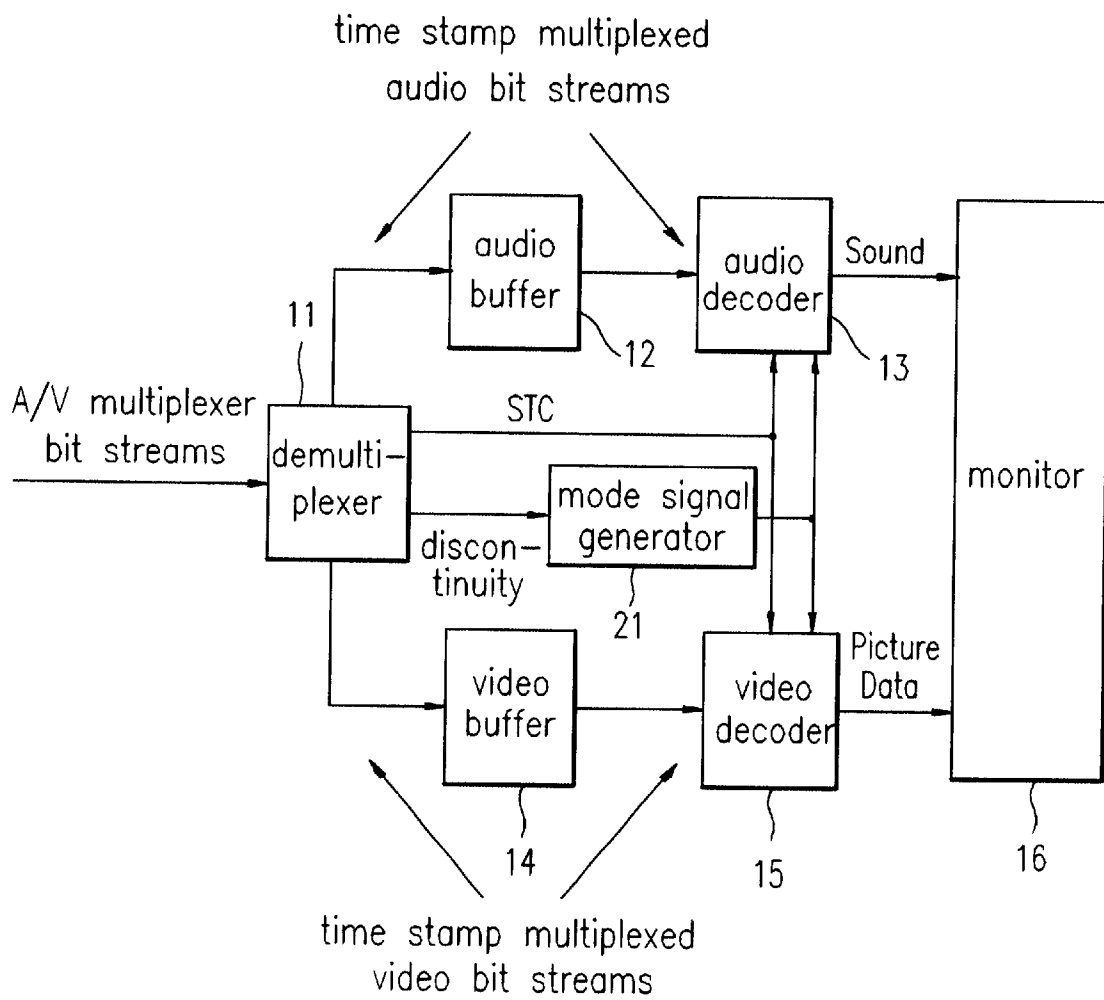 time stamp multiplexed
audio bit streams
audio
buffer
12
audio
decoder
13
Sound
11
A/V multiplexer
bit streams
demulti-
plexer
STC
discon-
tinuity
mode signal
generator
21
monitor
16
video
buffer
14
video
decoder
15
Picture
Data
time stamp multiplexed
video bit streams